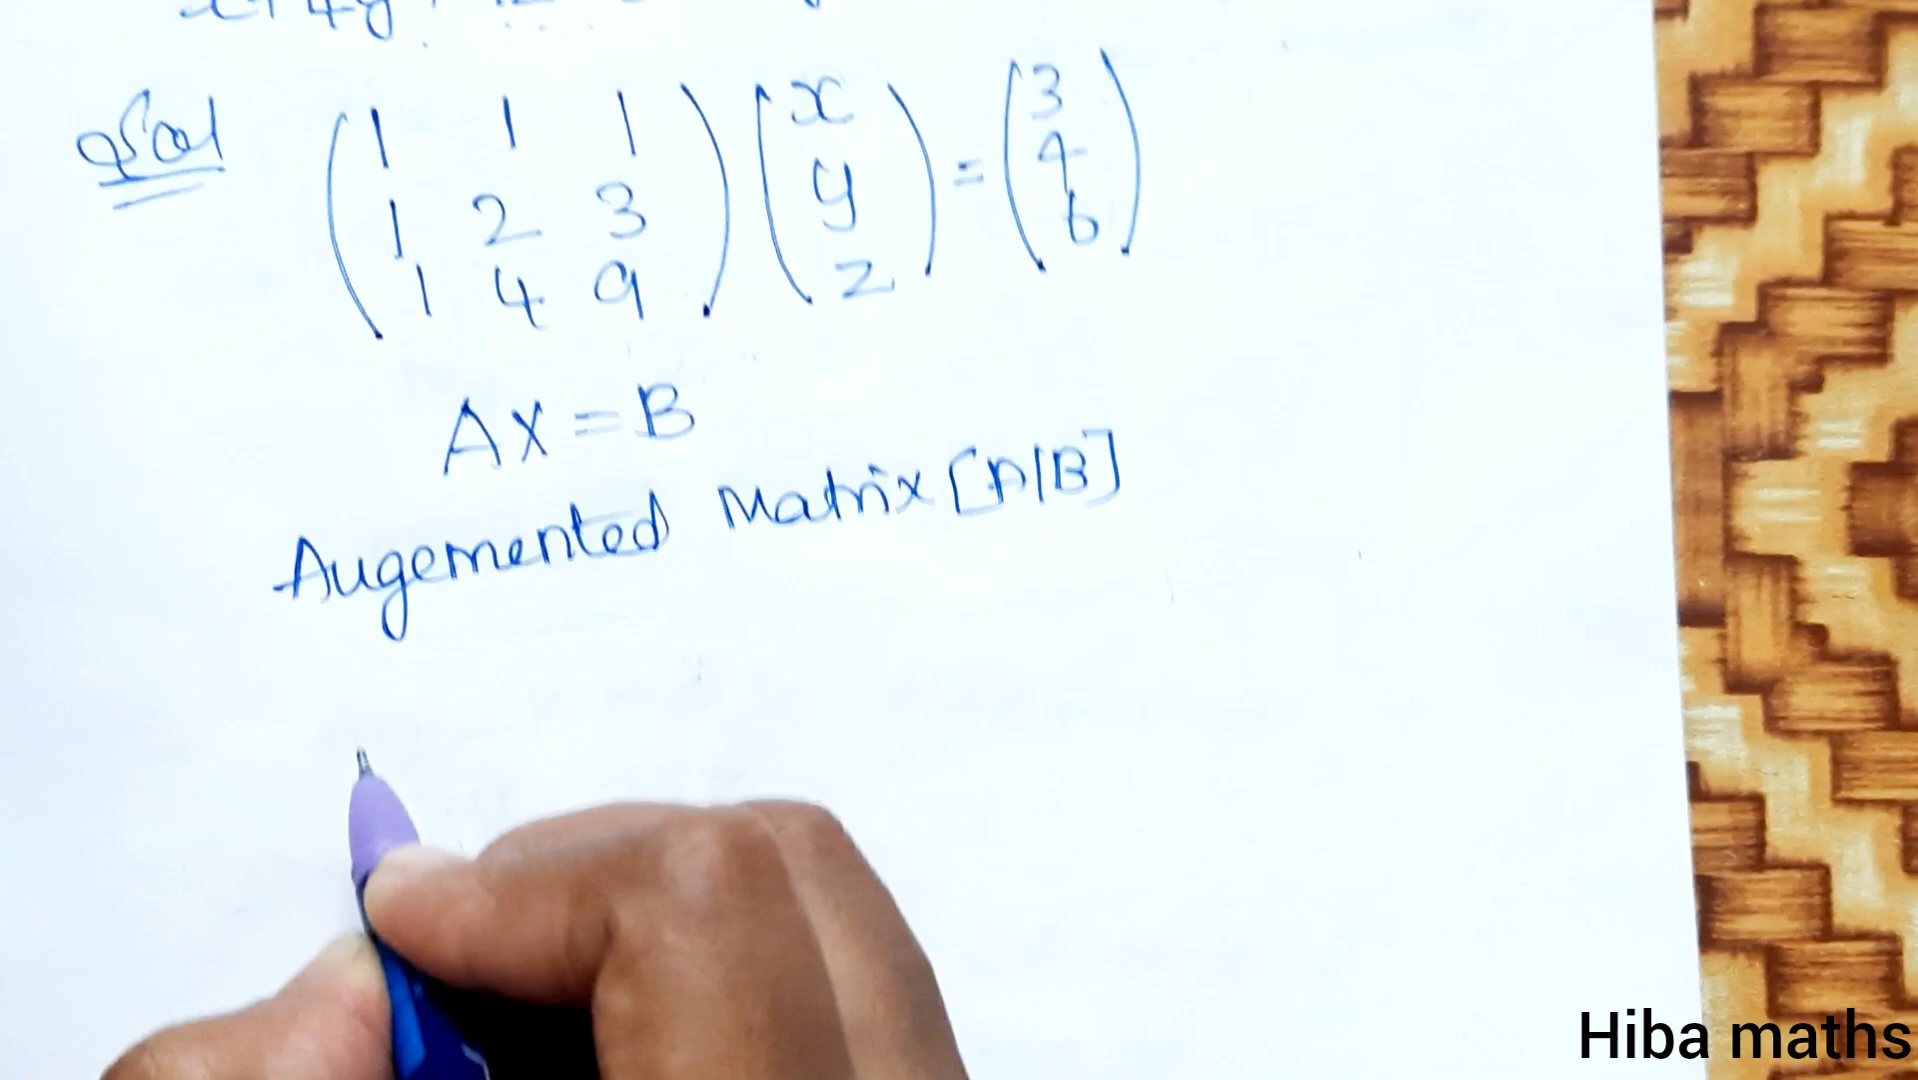 Sol ( 1 1 1 ) ( x ) = ( 3 )
1 2 3 y 4
1 4 9 z 6
AX = B
Augemented Matrix [A|B]
Hiba maths